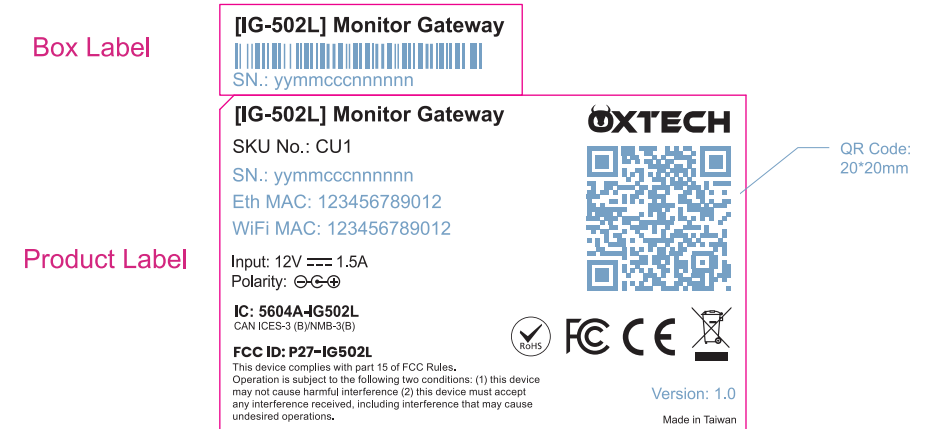 Box Label
[IG-502L] Monitor Gateway
SN.: yymmcccnnnnnn
[IG-502L] Monitor Gateway
OXTECH
SKU No.: CU1
SN.: yymmcccnnnnnn
Eth MAC: 123456789012
WiFi MAC: 123456789012
QR Code:
20*20mm
Product Label
Input: 12V 1.5A
Polarity:
IC: 5604A-IG502L
CAN ICES-3 (B)/NMB-3(B)
RoHS
FC CE
FCC ID: P27-IG502L
This device complies with part 15 of FCC Rules.
Operation is subject to the following two conditions: (1) this device
may not cause harmful interference (2) this device must accept
any interference received, including interference that may cause
undesired operations.
Version: 1.0
Made in Taiwan